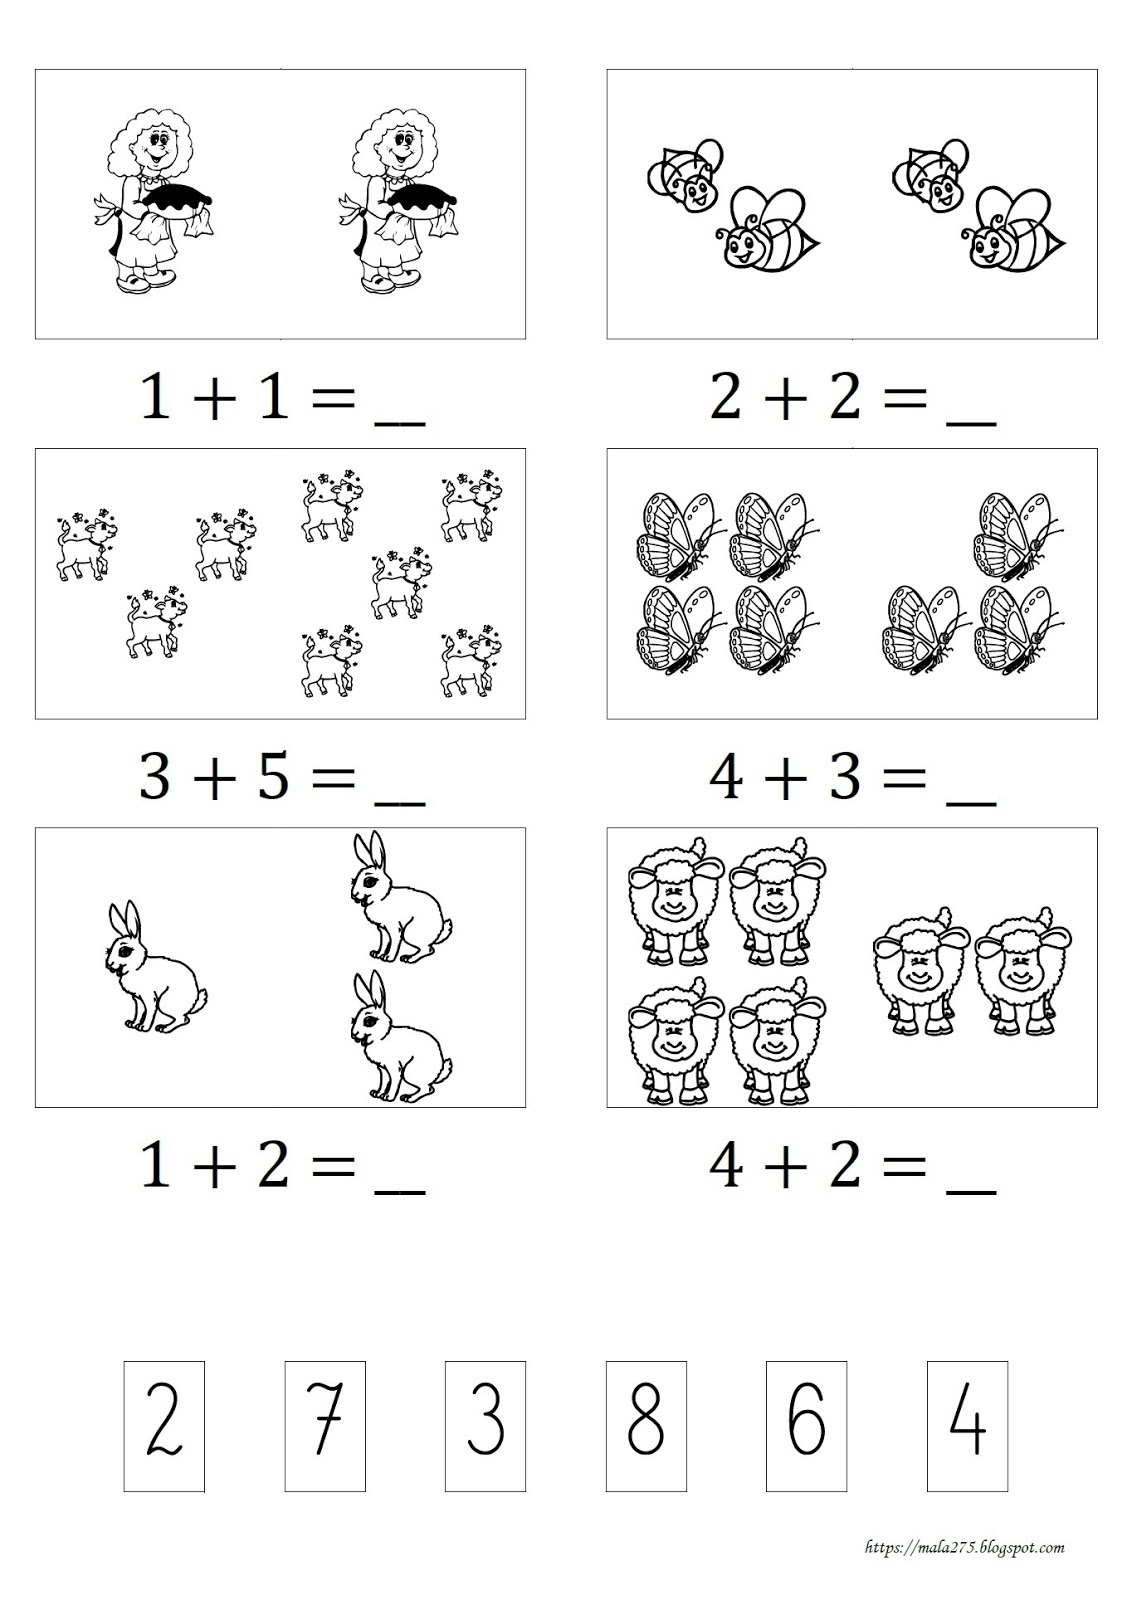 1 + 1 = __
2 + 2 = __
3 + 5 = __
4 + 3 = __
1 + 2 = __
4 + 2 = __
2 7 3 8 6 4
https://mala275.blogspot.com